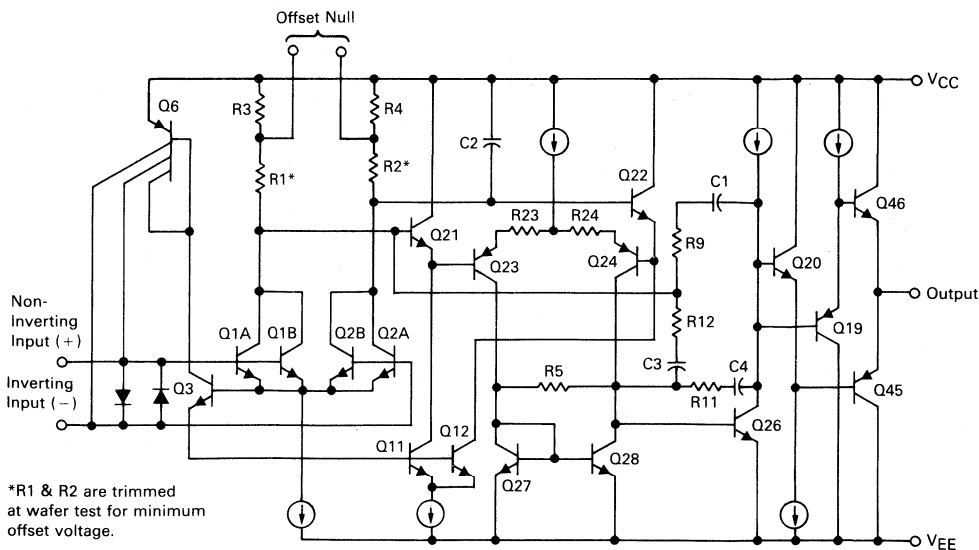 Offset Null
VCC
Q6
R3
R4
C2
R1*
R2*
Q22
C1
Q21
R23
R24
Q46
R9
Q23
Q24
Q20
Non-
Inverting
Input (+)
Output
Q1A
Q1B
Q2B
Q2A
R12
Q19
Inverting
Input (−)
Q3
C3
R5
C4
R11
Q45
Q11
Q12
Q26
Q27
Q28
*R1 & R2 are trimmed
at wafer test for minimum
offset voltage.
VEE